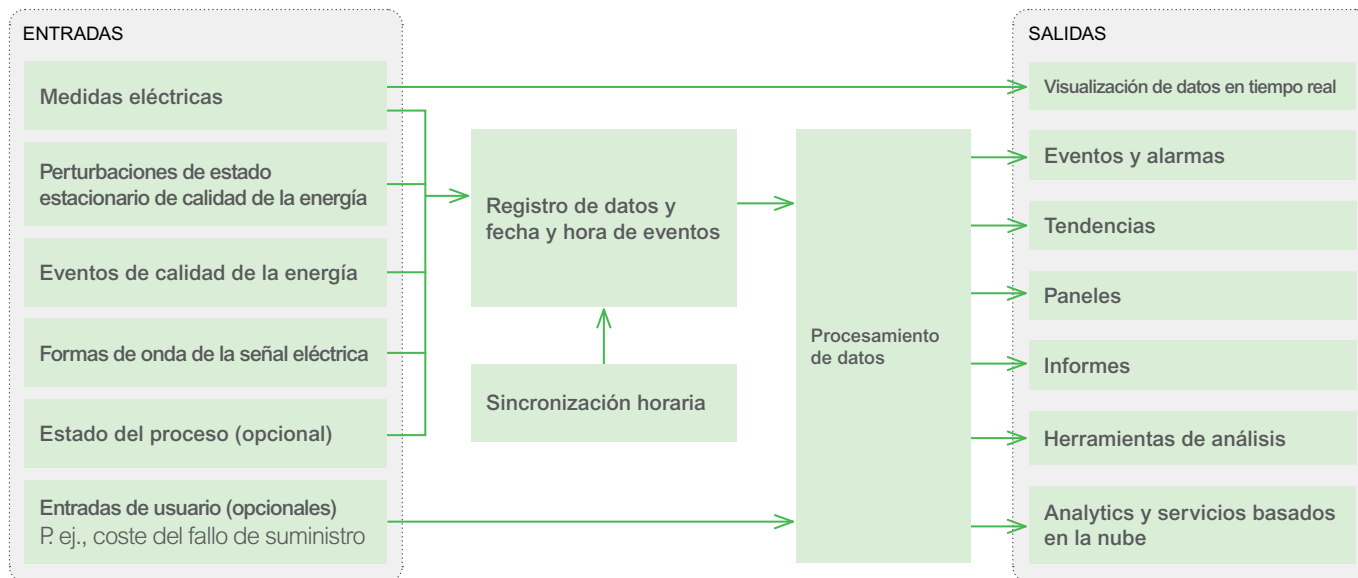 ENTRADAS
Medidas eléctricas
Perturbaciones de estado
estacionario de calidad de la energía
Eventos de calidad de la energía
Formas de onda de la señal eléctrica
Estado del proceso (opcional)
Entradas de usuario (opcionales)
P. ej., coste del fallo de suministro
Registro de datos y
fecha y hora de eventos
Sincronización horaria
Procesamiento
de datos
SALIDAS
Visualización de datos en tiempo real
Eventos y alarmas
Tendencias
Paneles
Informes
Herramientas de análisis
Analytics y servicios basados
en la nube